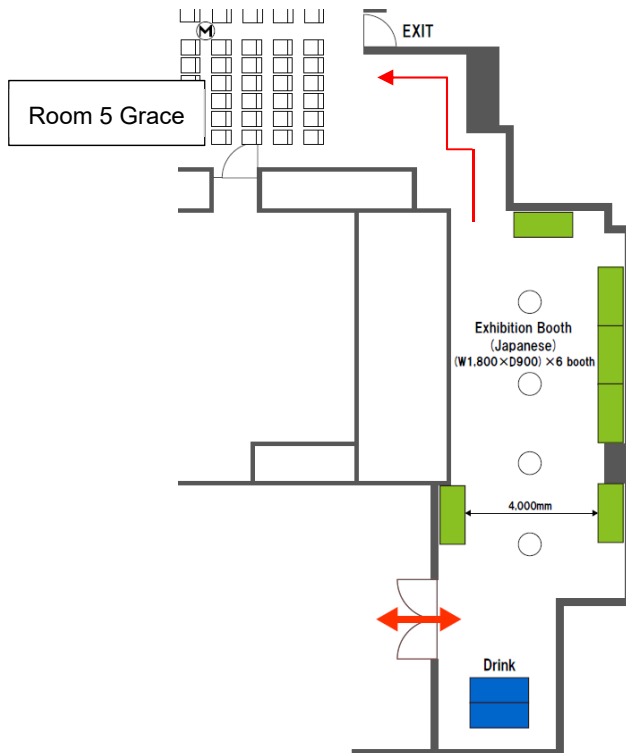 EXIT
M
Room 5 Grace
Exhibition Booth
(Japanese)
(W1.800×D900)×6 booth
4.000mm
Drink